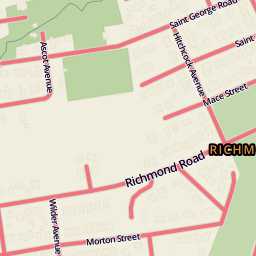 Saint George Road
Ascot Avenue
Hitchcock Avenue
Saint
Mace Street
RICHM
Richmond Road
Wilder Avenue
Morton Street